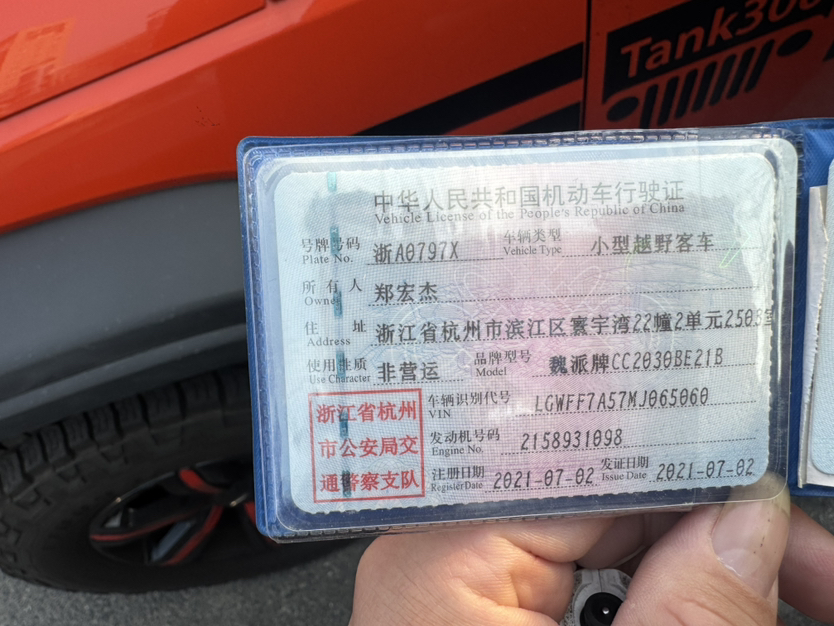 Tank300
中华人民共和国机动车行驶证
Vehicle License of the People's Republic of China
号牌号码 浙A0797X 车辆类型 小型越野客车
Plate No. Vehicle Type
所有人 郑宏杰
Owner
住址 浙江省杭州市滨江区寰宇湾22幢2单元2503室
Address
使用性质 非营运 品牌型号 魏派牌CC2030BE21B
Use Character Model
浙江省杭州
市公安局交
通警察支队
车辆识别代号 LGWFF7A57MJ065060
VIN
发动机号码 2158931098
Engine No.
注册日期 2021-07-02 发证日期 2021-07-02
Register Date Issue Date